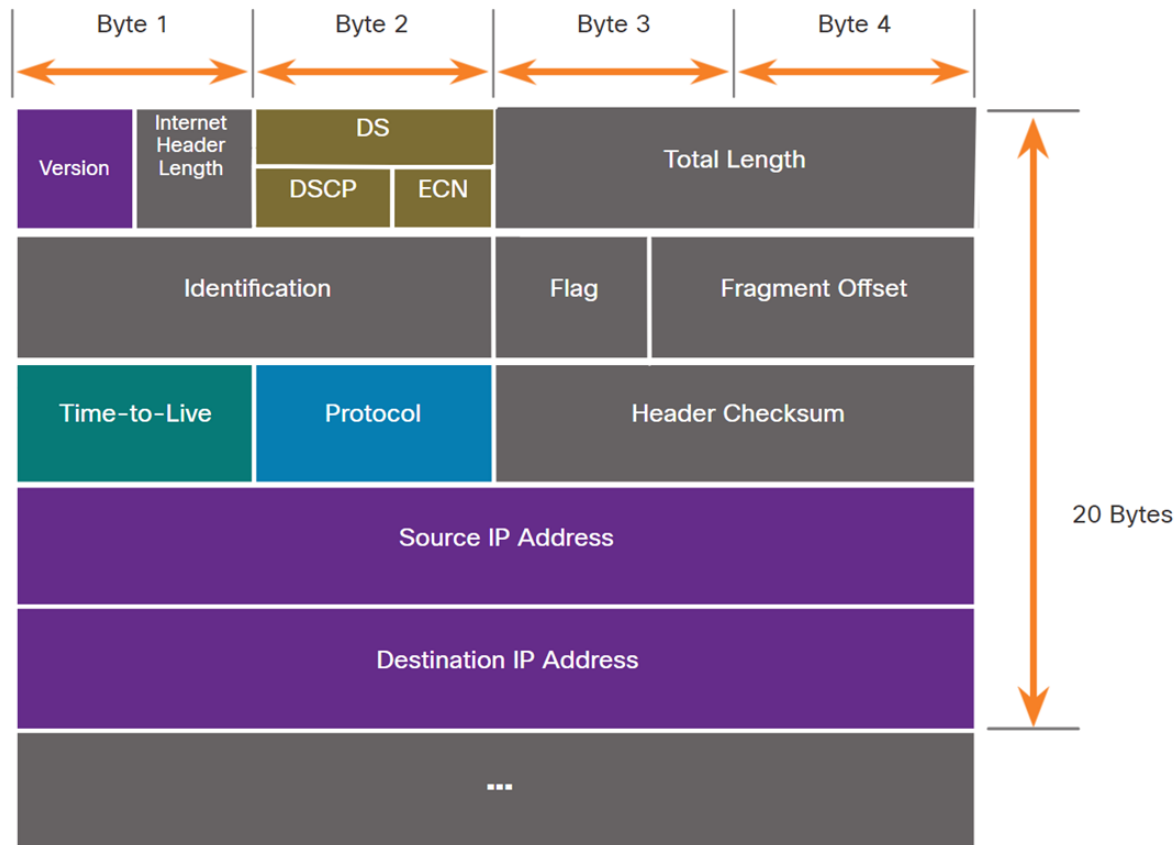 Byte 1
Byte 2
Byte 3
Byte 4
Version
Internet
Header
Length
DS
DSCP
ECN
Total Length
Identification
Flag
Fragment Offset
Time-to-Live
Protocol
Header Checksum
Source IP Address
20 Bytes
Destination IP Address
...